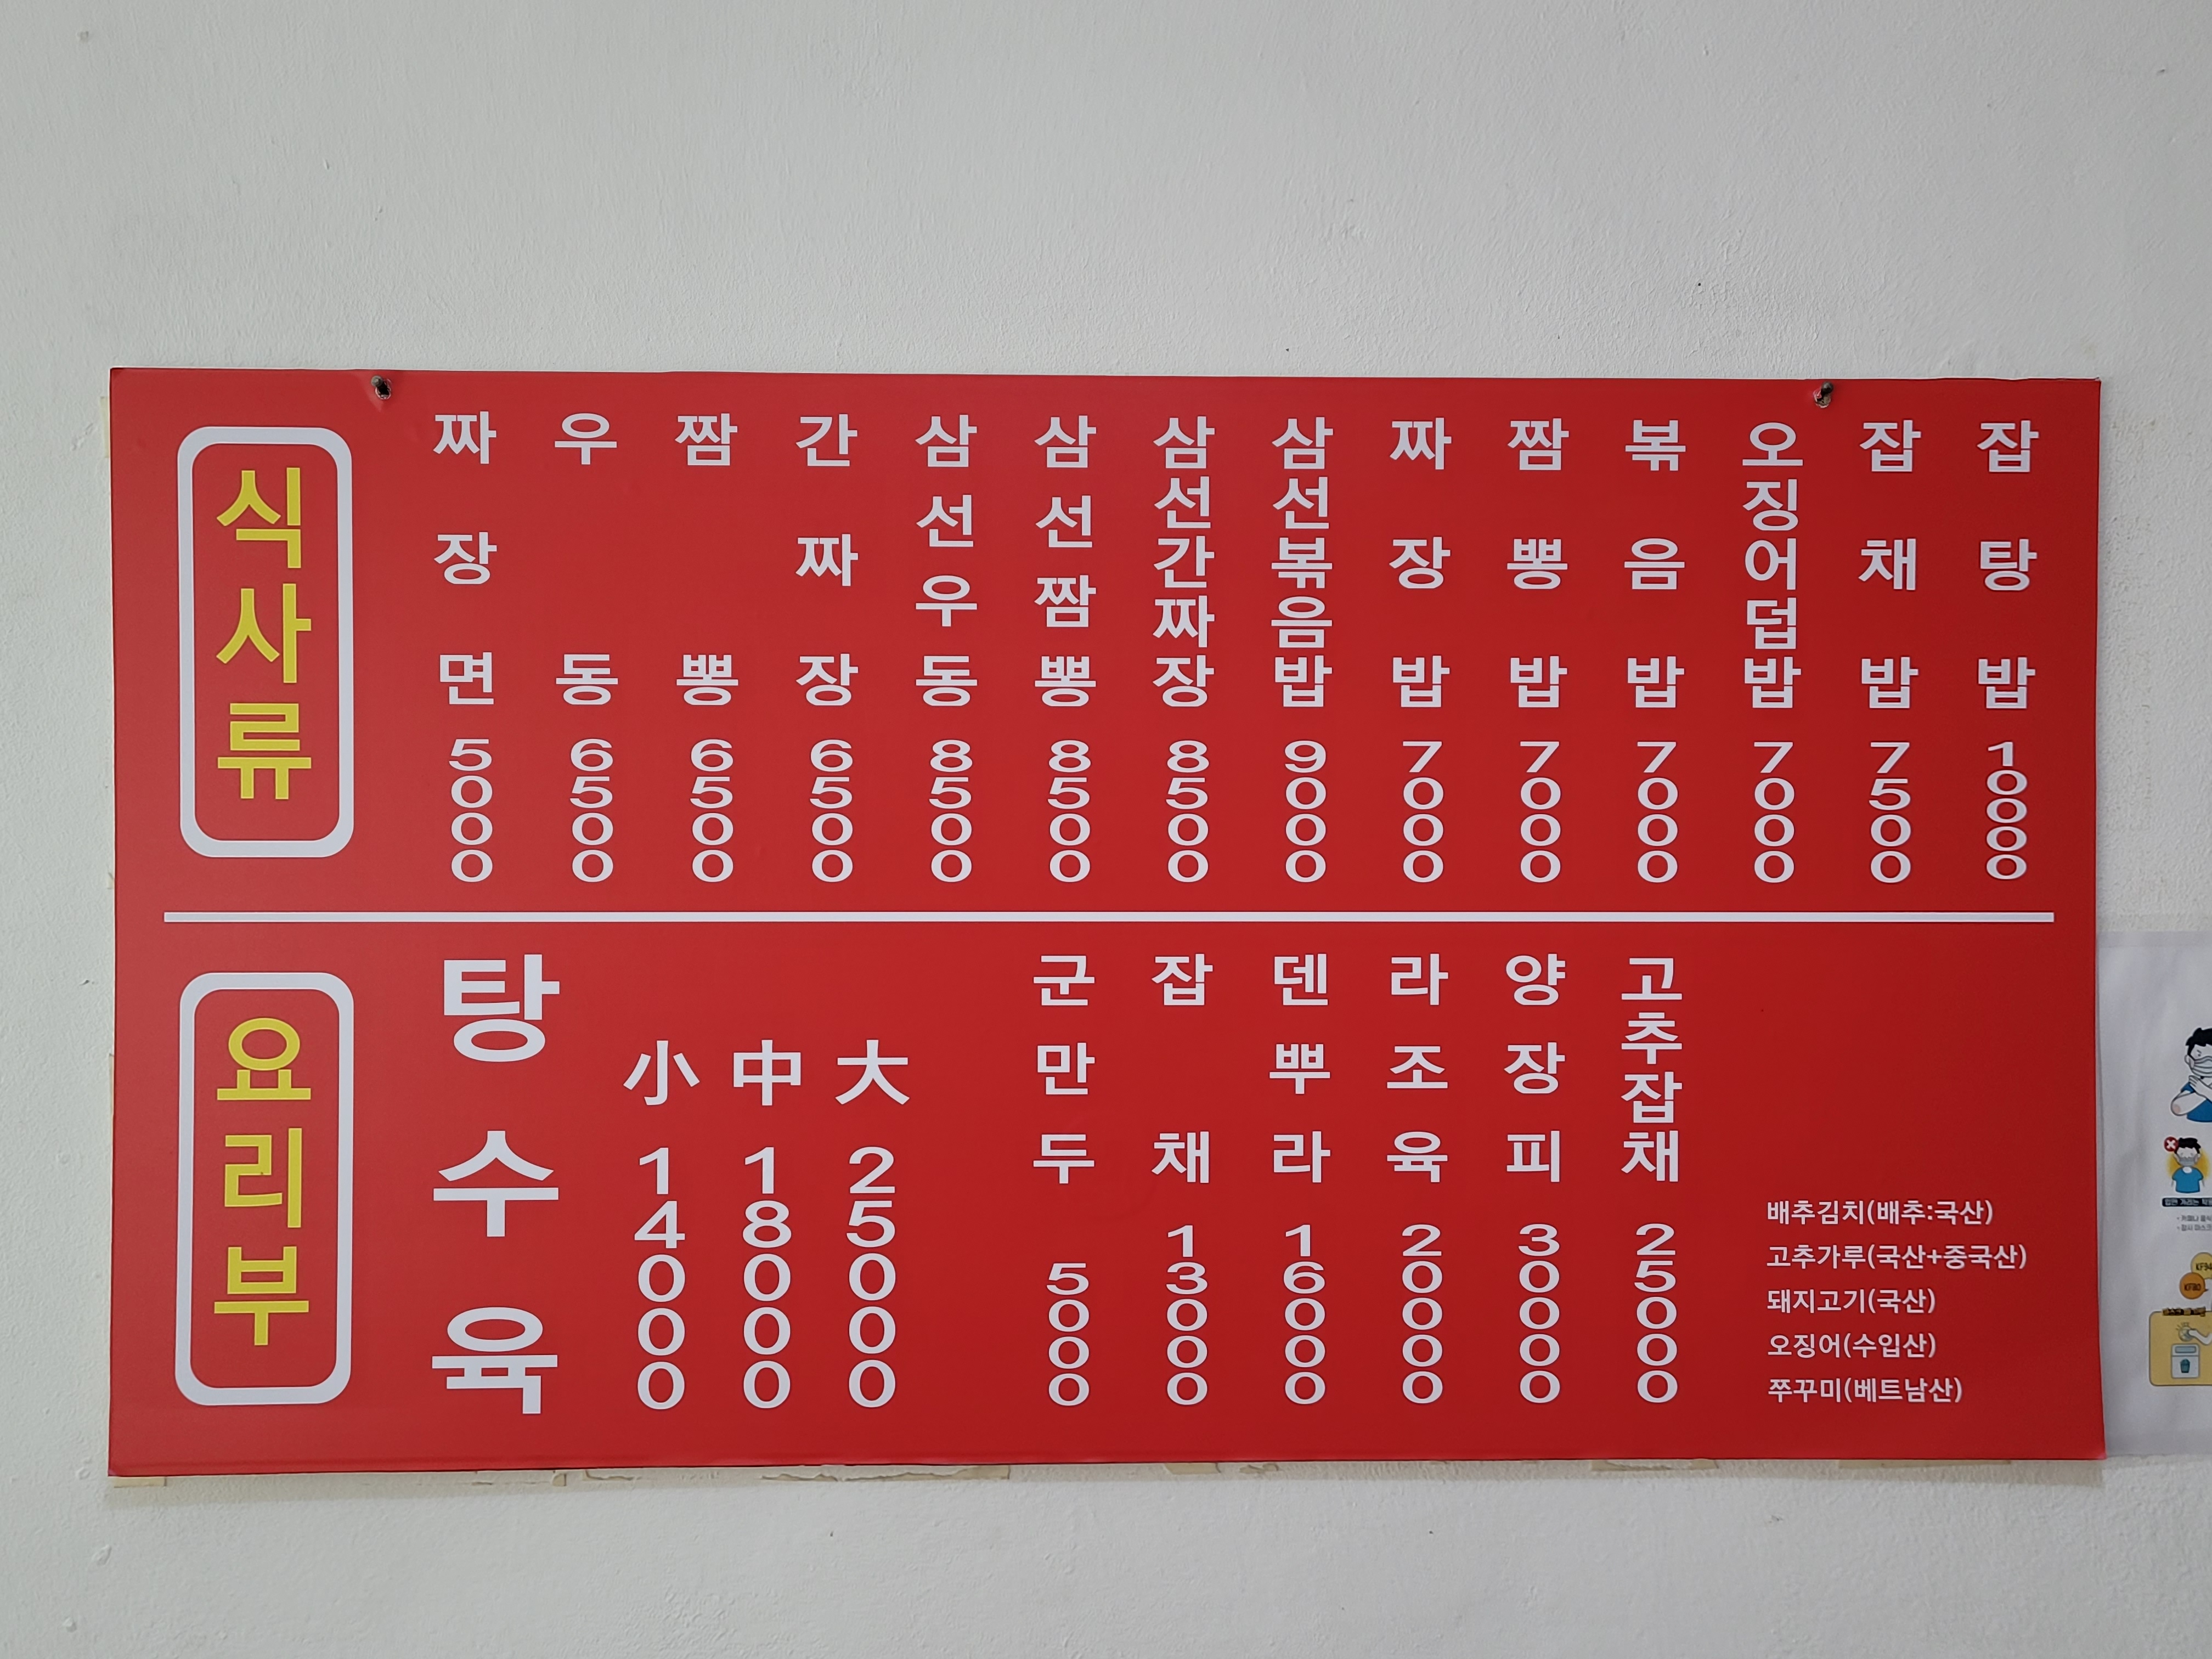 식사류
짜장면 5000
우동 6500
짬뽕 6500
간짜장 6500
삼선우동 8500
삼선짬뽕 8500
삼선간짜장 8500
삼선볶음밥 9000
짜장밥 7000
짬뽕밥 7000
볶음밥 7000
오징어덥밥 7000
잡채밥 7500
잡탕밥 10000
요리부
탕수육
小 14000
中 18000
大 25000
군만두 5000
잡채 13000
덴뿌라 16000
라조육 20000
양장피 30000
고추잡채 25000
배추김치(배추:국산)
고추가루(국산+중국산)
돼지고기(국산)
오징어(수입산)
쭈꾸미(베트남산)
KF94
KF80